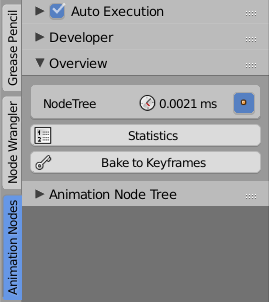 Grease Pencil
Node Wrangler
Animation Nodes
Auto Execution
Developer
Overview
NodeTree 0.0021 ms
Statistics
Bake to Keyframes
Animation Node Tree